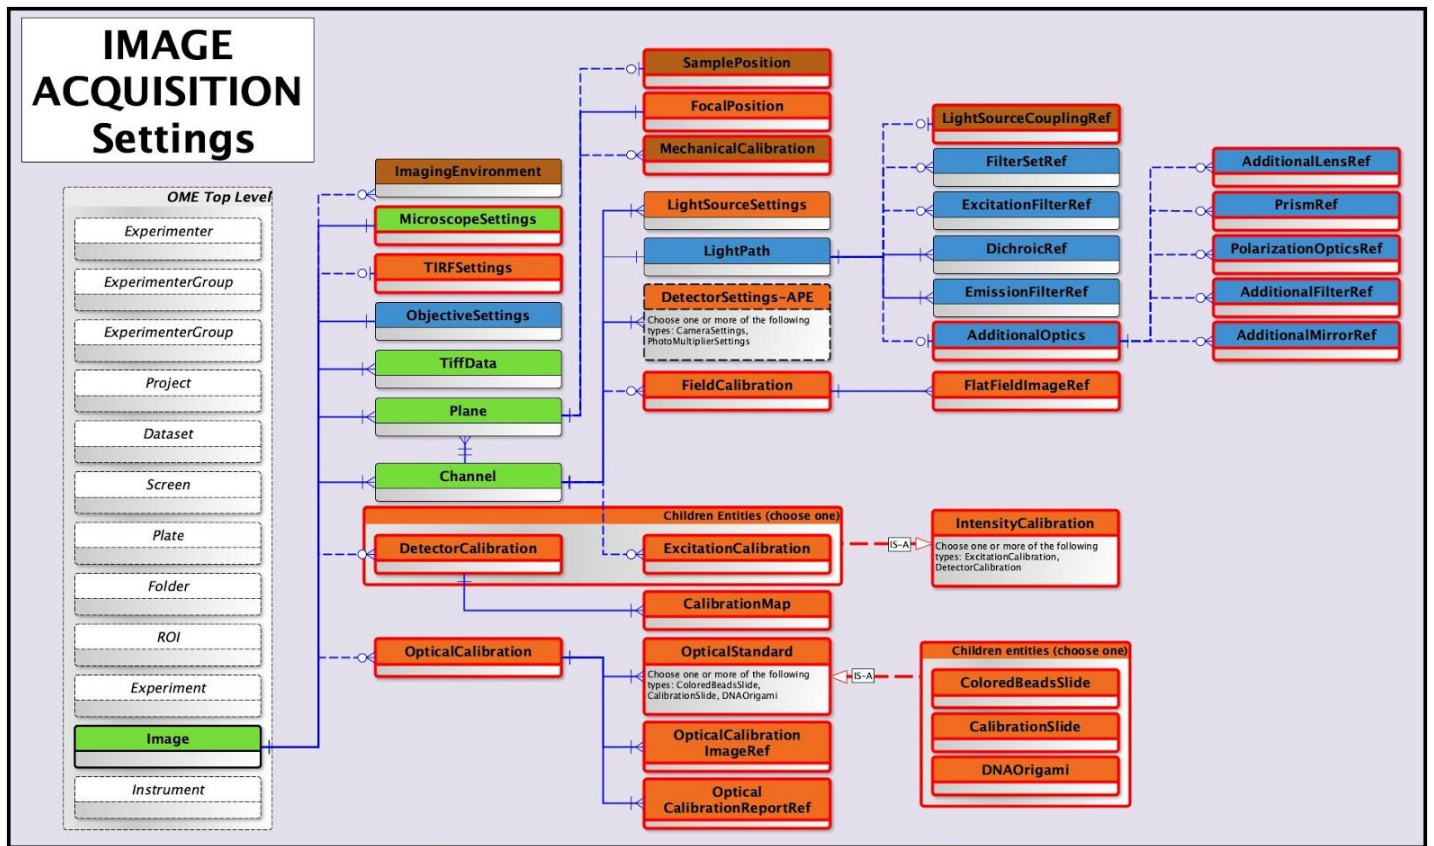 IMAGE
ACQUISITION
Settings
OME Top Level
Experimenter
ExperimenterGroup
ExperimenterGroup
Project
Dataset
Screen
Plate
Folder
ROI
Experiment
Image
Instrument
ImagingEnvironment
MicroscopeSettings
TIRFSettings
ObjectiveSettings
TiffData
Plane
Channel
Children Entities (choose one)
DetectorCalibration
ExcitationCalibration
OpticalCalibration
SamplePosition
FocalPosition
MechanicalCalibration
LightSourceSettings
LightPath
DetectorSettings-APE
Choose one or more of the following
types: CameraSettings,
PhotoMultiplierSettings
FieldCalibration
CalibrationMap
OpticalStandard
Choose one or more of the following
types: ColoredBeadsSlide,
CalibrationSlide, DNAOrigami
OpticalCalibration
ImageRef
Optical
CalibrationReportRef
LightSourceCouplingRef
FilterSetRef
ExcitationFilterRef
DichroicRef
EmissionFilterRef
AdditionalOptics
FlatFieldImageRef
IS-A
IntensityCalibration
Choose one or more of the following
types: ExcitationCalibration,
DetectorCalibration
IS-A
Children entities (choose one)
ColoredBeadsSlide
CalibrationSlide
DNAOrigami
AdditionalLensRef
PrismRef
PolarizationOpticsRef
AdditionalFilterRef
AdditionalMirrorRef